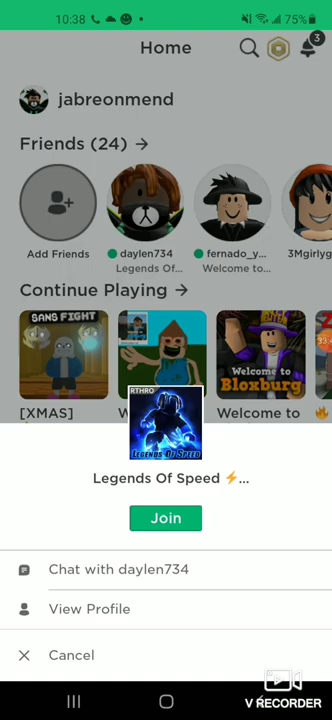 10:38
75%
Home
3
jabreonmend
Friends (24) →
Add Friends
daylen734
Legends Of...
fernado_y...
Welcome to...
3Mgirlyg
Continue Playing →
SANS FIGHT
Welcome to
Bloxburg
[XMAS]
W
Welcome to
RTHRO
LEGENDS OF SPEED
Legends Of Speed ⚡...
Join
Chat with daylen734
View Profile
Cancel
V RECORDER